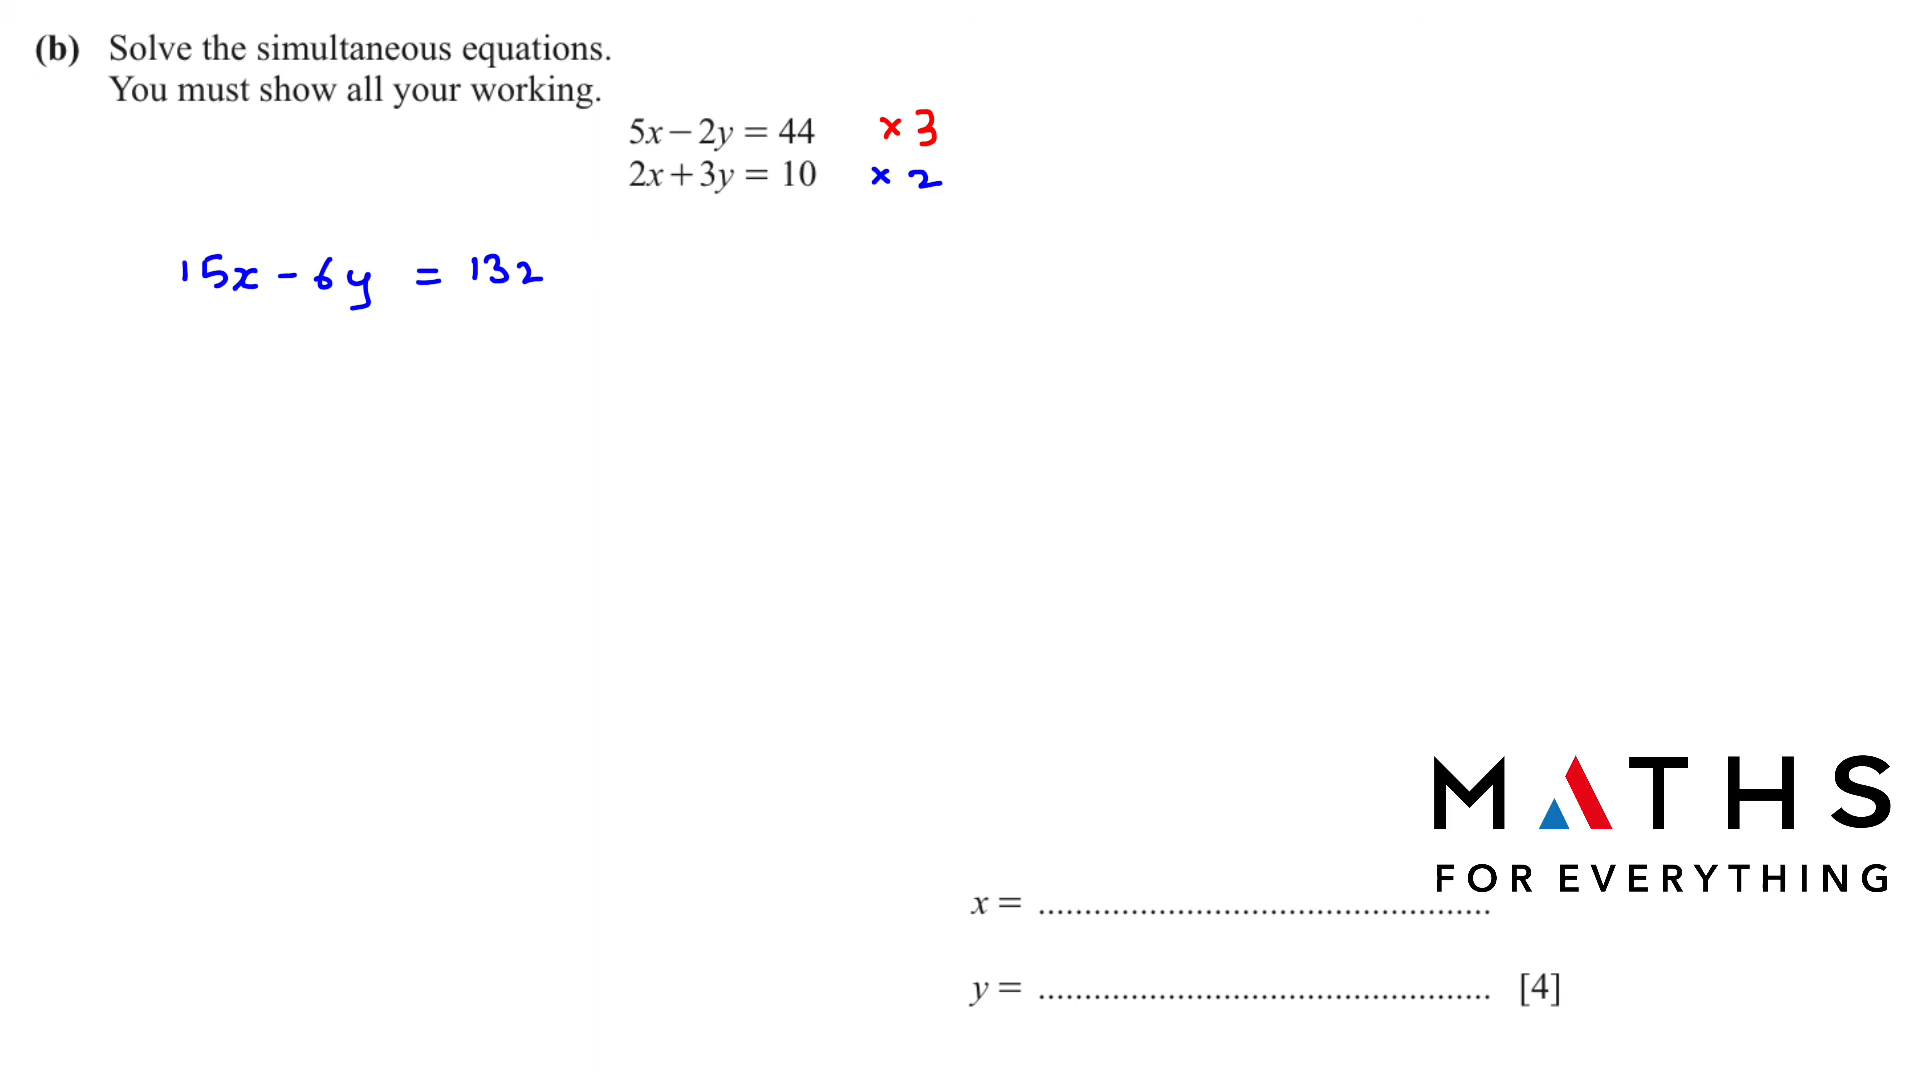 (b) Solve the simultaneous equations.
You must show all your working.
5x − 2y = 44 × 3
2x + 3y = 10 × 2
15x - 6y = 132
MATHS
FOR EVERYTHING
x = ................................................
y = ................................................ [4]